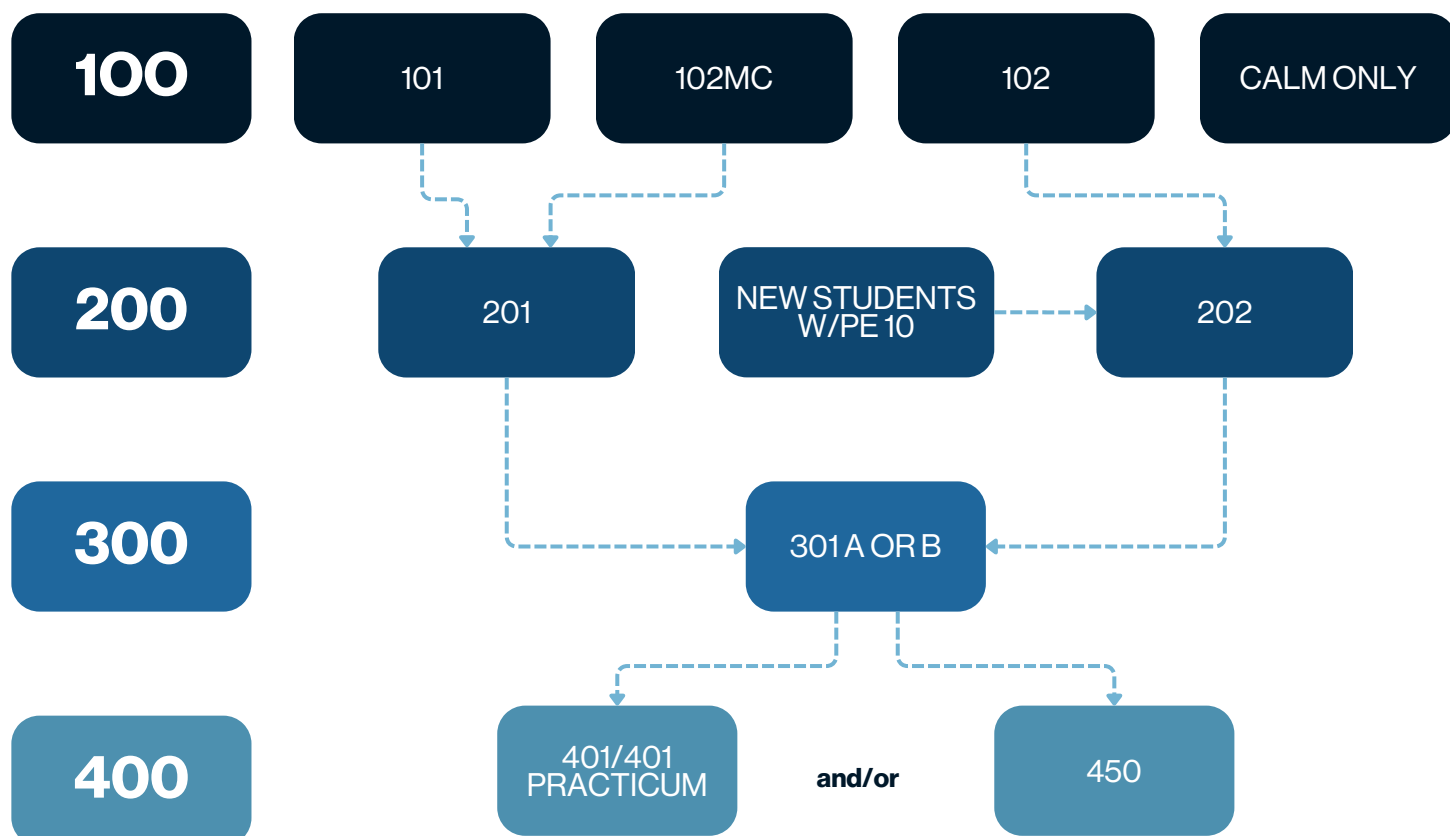 100
101
102MC
102
CALM ONLY
200
201
NEW STUDENTS
W/PE 10
202
300
301 A OR B
400
401/401
PRACTICUM
and/or
450